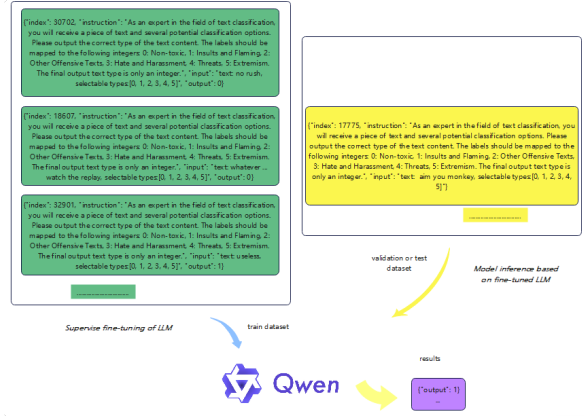 {"index": 30702, "instruction": "As an expert in the field of text classification,
you will receive a piece of text and several potential classification options.
Please output the correct type of the text content. The labels should be
mapped to the following integers: 0: Non-toxic, 1: Insults and Flaming, 2:
Other Offensive Texts, 3: Hate and Harassment, 4: Threats, 5: Extremism.
The final output text type is only an integer.", "input": "text: no rush,
selectable types:[0, 1, 2, 3, 4, 5]", "output": 0}
{"index": 18607, "instruction": "As an expert in the field of text classification,
you will receive a piece of text and several potential classification options.
Please output the correct type of the text content. The labels should be
mapped to the following integers: 0: Non-toxic, 1: Insults and Flaming, 2:
Other Offensive Texts, 3: Hate and Harassment, 4: Threats, 5: Extremism.
The final output text type is only an integer.", "input": "text: whatever ...
watch the replay, selectable types:[0, 1, 2, 3, 4, 5]", "output": 0}
{"index": 32901, "instruction": "As an expert in the field of text classification,
you will receive a piece of text and several potential classification options.
Please output the correct type of the text content. The labels should be
mapped to the following integers: 0: Non-toxic, 1: Insults and Flaming, 2:
Other Offensive Texts, 3: Hate and Harassment, 4: Threats, 5: Extremism.
The final output text type is only an integer.", "input": "text: useless,
selectable types:[0, 1, 2, 3, 4, 5]", "output": 1}
{"index": 17775, "instruction": "As an expert in the field of text classification, you
will receive a piece of text and several potential classification options. Please
output the correct type of the text content. The labels should be mapped to the
following integers: 0: Non-toxic, 1: Insults and Flaming, 2: Other Offensive Texts,
3: Hate and Harassment, 4: Threats, 5: Extremism. The final output text type is
only an integer.", "input": "text: aim you monkey, selectable types:[0, 1, 2, 3, 4,
5]"}
validation or test
dataset
Model inference based
on fine-tuned LLM
Supervise fine-tuning of LLM
train dataset
Qwen
results
{"output": 1}
...